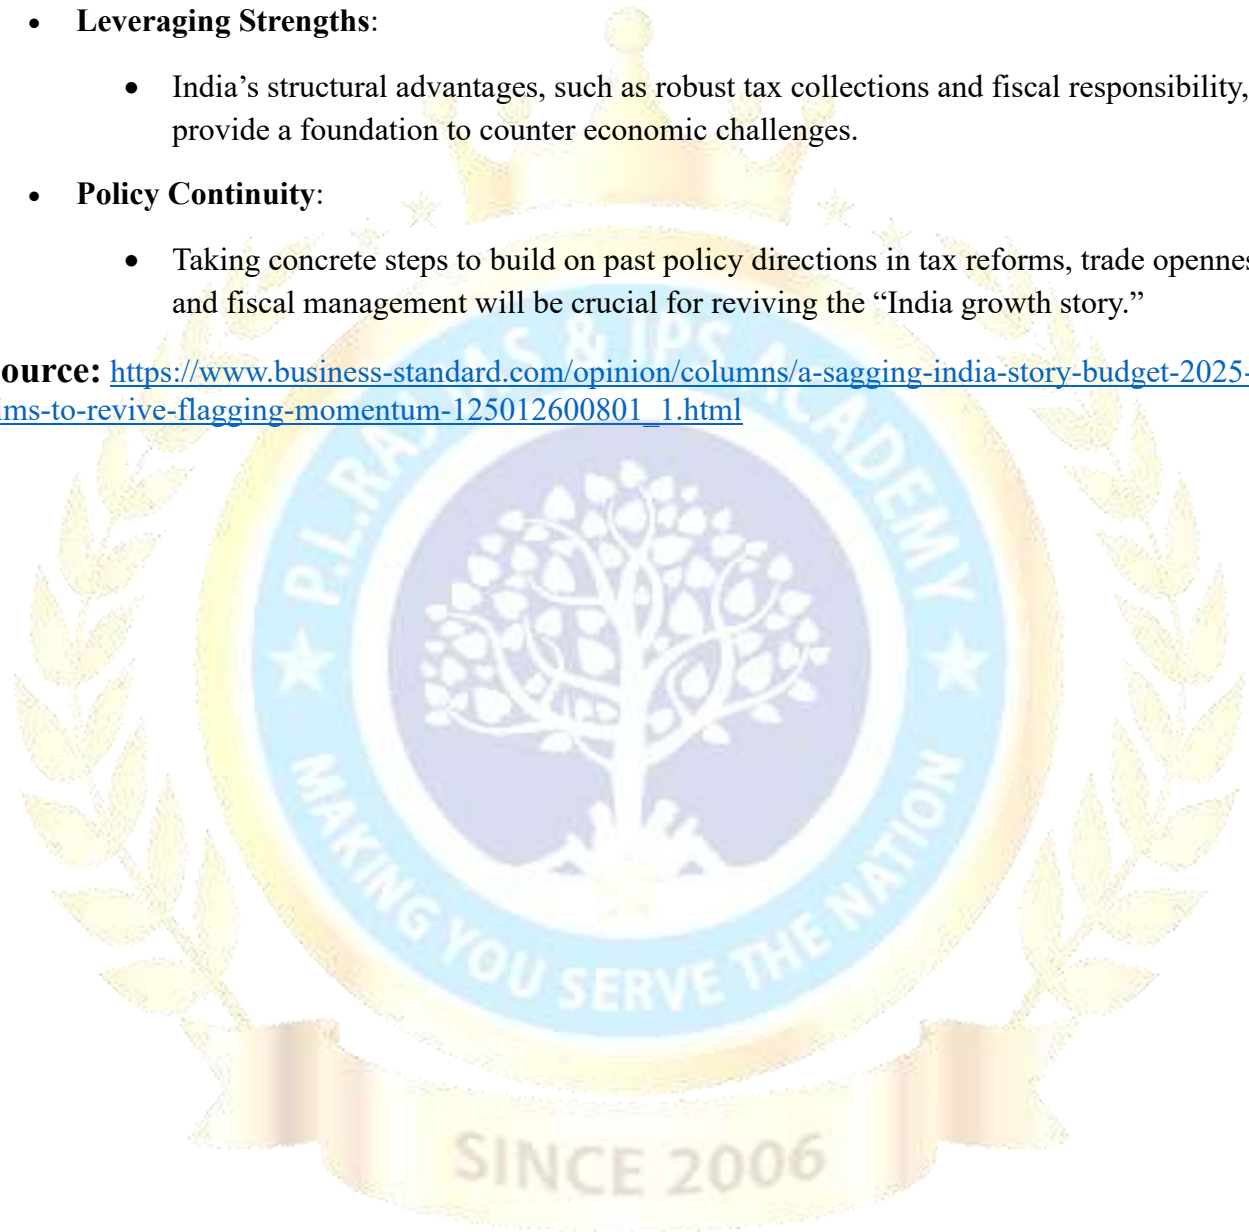 • Leveraging Strengths:
• India’s structural advantages, such as robust tax collections and fiscal responsibility,
provide a foundation to counter economic challenges.
• Policy Continuity:
• Taking concrete steps to build on past policy directions in tax reforms, trade opennes
and fiscal management will be crucial for reviving the “India growth story.”
ource: https://www.business-standard.com/opinion/columns/a-sagging-india-story-budget-2025-
ims-to-revive-flagging-momentum-125012600801_1.html
P.L.RAJ IAS & IPS ACADEMY
MAKING YOU SERVE THE NATION
SINCE 2006